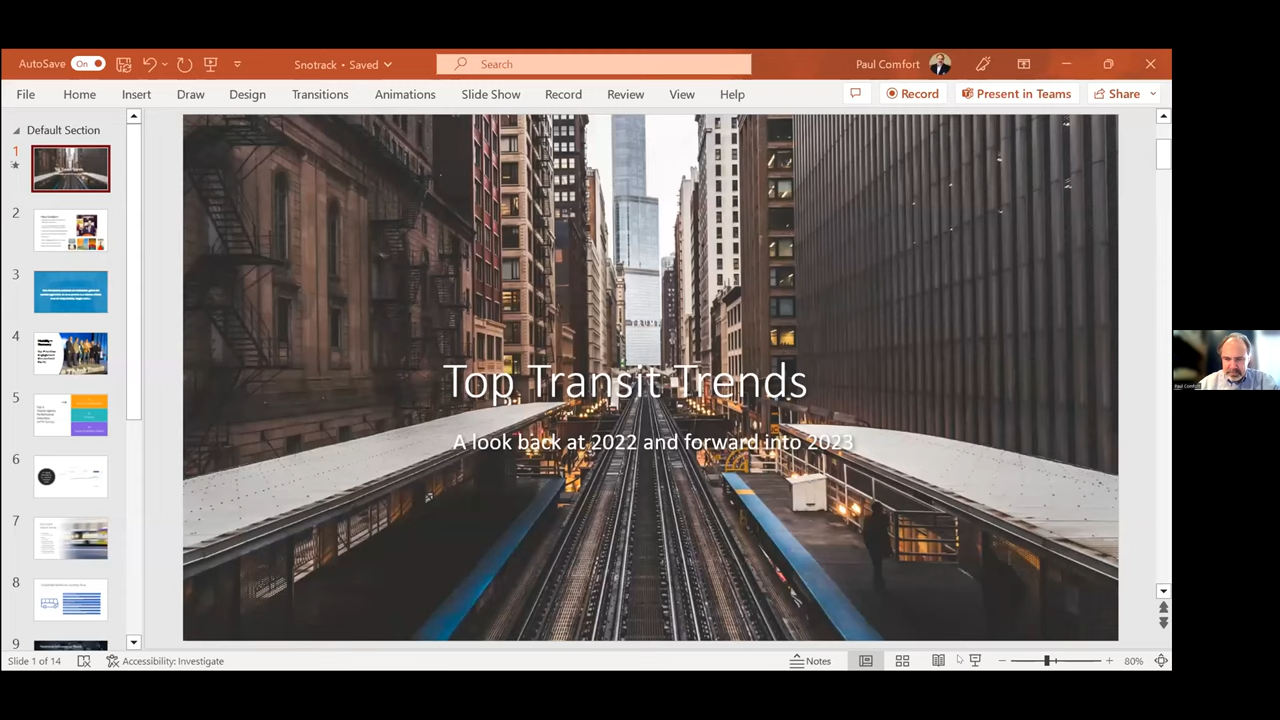 AutoSave On Snotrack • Saved Search Paul Comfort
File Home Insert Draw Design Transitions Animations Slide Show Record Review View Help Record Present in Teams Share
Default Section
1
2
3
4
5
6
7
8
9
Top Transit Trends
A look back at 2022 and forward into 2023
Paul Comfort
Slide 1 of 14 Accessibility: Investigate Notes 80%